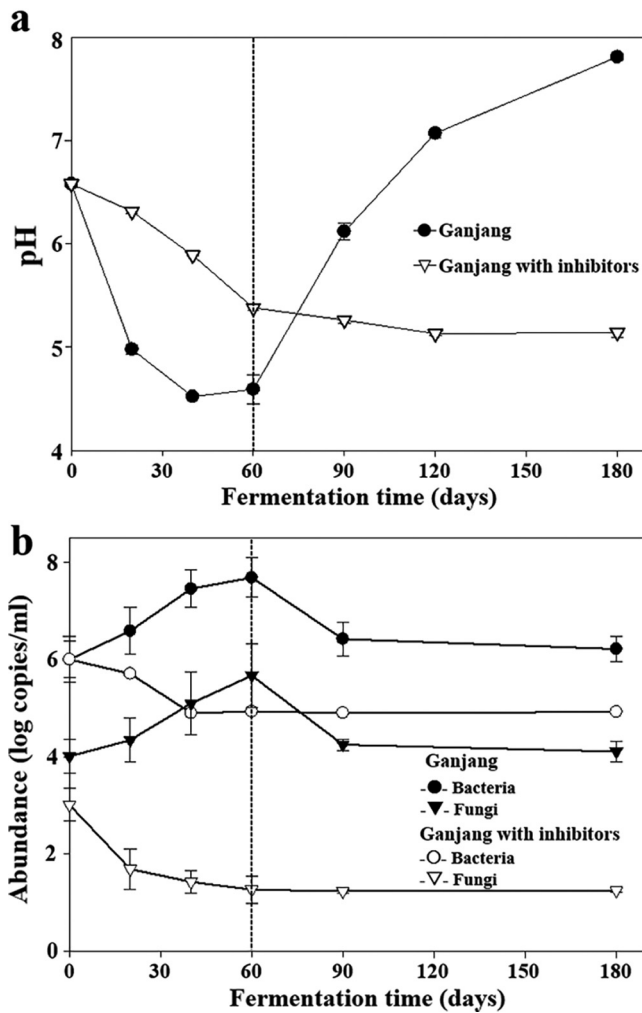 a
8
7
6
5
4
pH
Ganjang
Ganjang with inhibitors
0 30 60 90 120 150 180
Fermentation time (days)
b
8
6
4
2
0
Abundance (log copies/ml)
Ganjang
-●- Bacteria
-▼- Fungi
Ganjang with inhibitors
-○- Bacteria
-▽- Fungi
0 30 60 90 120 150 180
Fermentation time (days)